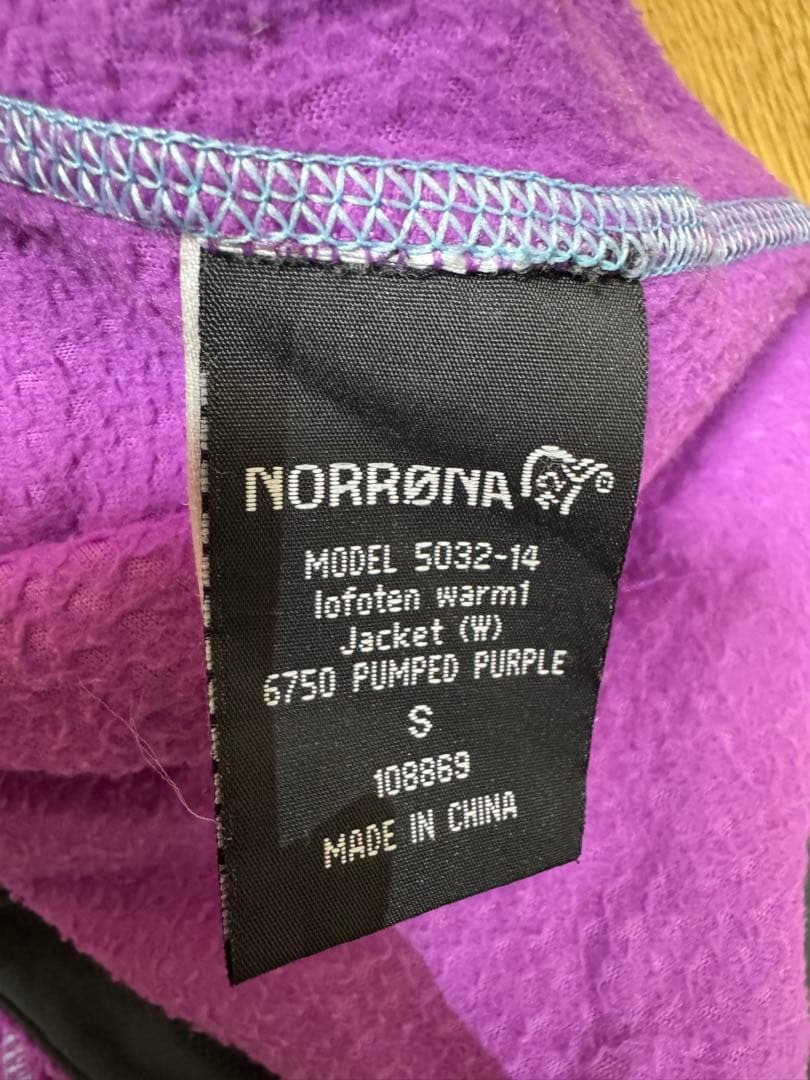 NORRØNA
MODEL 5032-14
lofoten warm1
Jacket (W)
6750 PUMPED PURPLE
S
108869
MADE IN CHINA